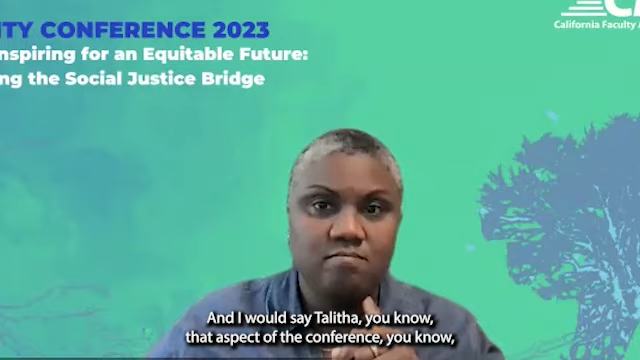 ITY CONFERENCE 2023
nspiring for an Equitable Future:
ng the Social Justice Bridge
California Faculty A
And I would say Talitha, you know,
that aspect of the conference, you know,